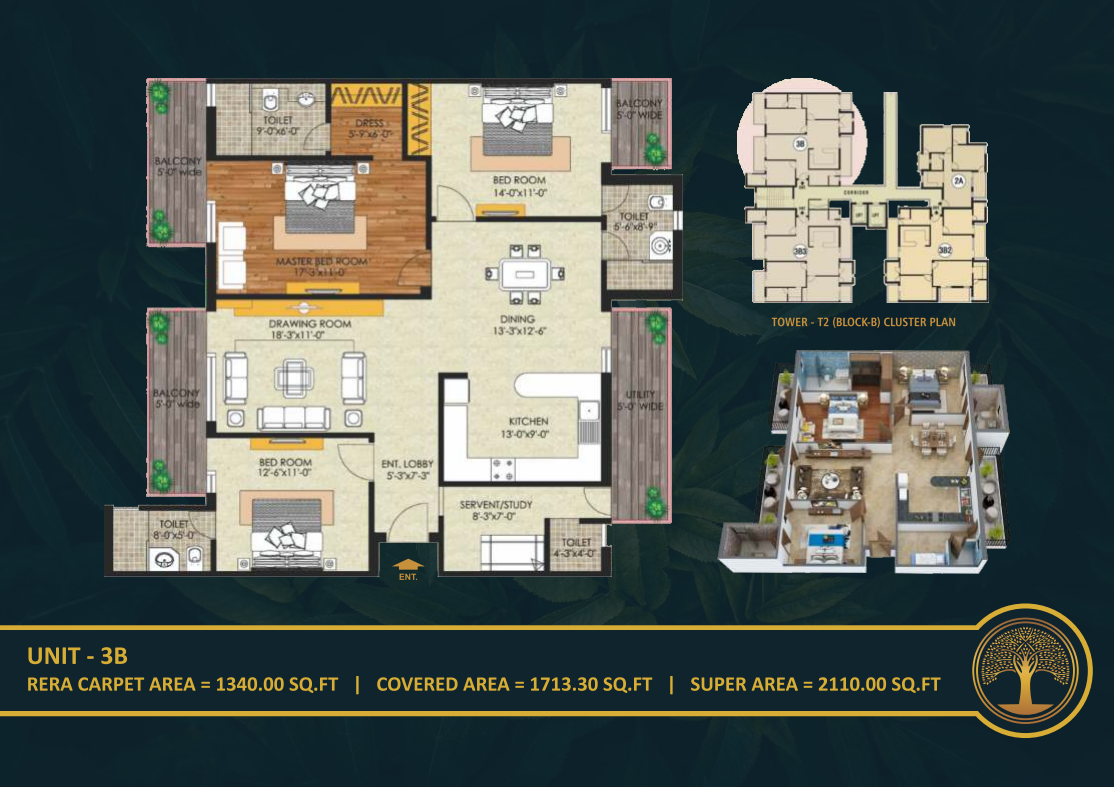 TOILET
9'-0"x6'-0"
DRESS
5'-9"x6'-0"
BALCONY
5'-0" WIDE
BALCONY
5'-0" wide
BED ROOM
14'-0"x11'-0"
TOILET
5'-6"x8'-9"
MASTER BED ROOM
17'-3"x11'-0"
DRAWING ROOM
18'-3"x11'-0"
DINING
13'-3"x12'-6"
BALCONY
5'-0" wide
UTILITY
5'-0" WIDE
KITCHEN
13'-0"x9'-0"
BED ROOM
12'-6"x11'-0"
ENT. LOBBY
5'-3"x7'-3"
SERVENT/STUDY
8'-3"x7'-0"
TOILET
8'-0"x5'-0"
TOILET
4'-3"x4'-0"
ENT.
3B
2A
CORRIDOR
LIFT
LIFT
3B3
3B2
TOWER - T2 (BLOCK-B) CLUSTER PLAN
UNIT - 3B
RERA CARPET AREA = 1340.00 SQ.FT | COVERED AREA = 1713.30 SQ.FT | SUPER AREA = 2110.00 SQ.FT